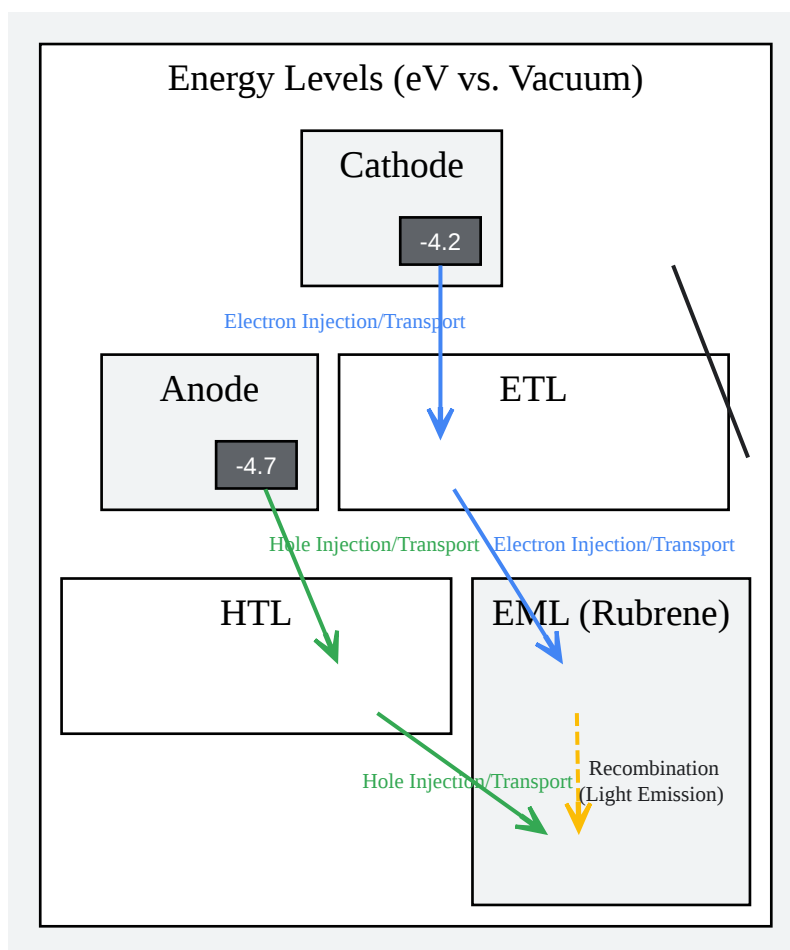 Energy Levels (eV vs. Vacuum)
Cathode
-4.2
Electron Injection/Transport
Anode
-4.7
ETL
Hole Injection/Transport
Electron Injection/Transport
HTL
EML (Rubrene)
Hole Injection/Transport
Recombination
(Light Emission)